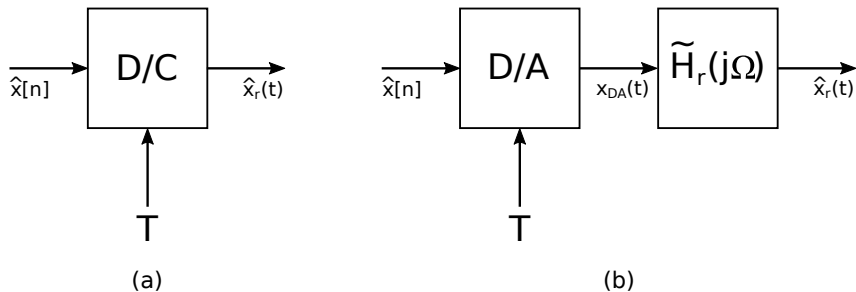 D/C
x̂[n]
x̂r(t)
T
(a)
D/A
x̂[n]
xDA(t)
H̃r(jΩ)
x̂r(t)
T
(b)